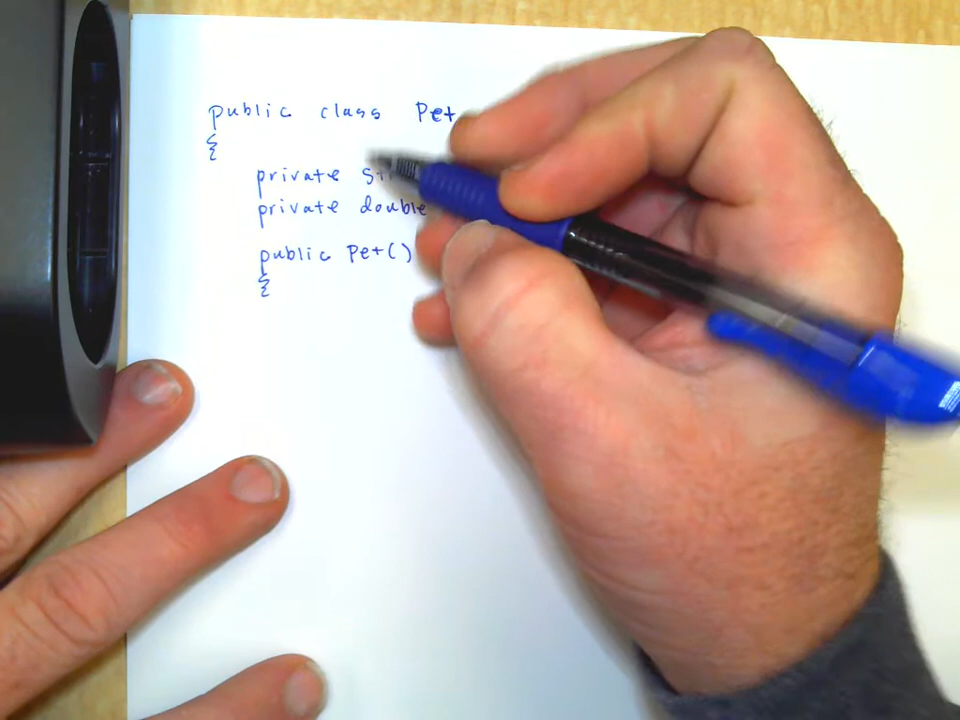 public class Pet
{
private
private double
public Pet()
{